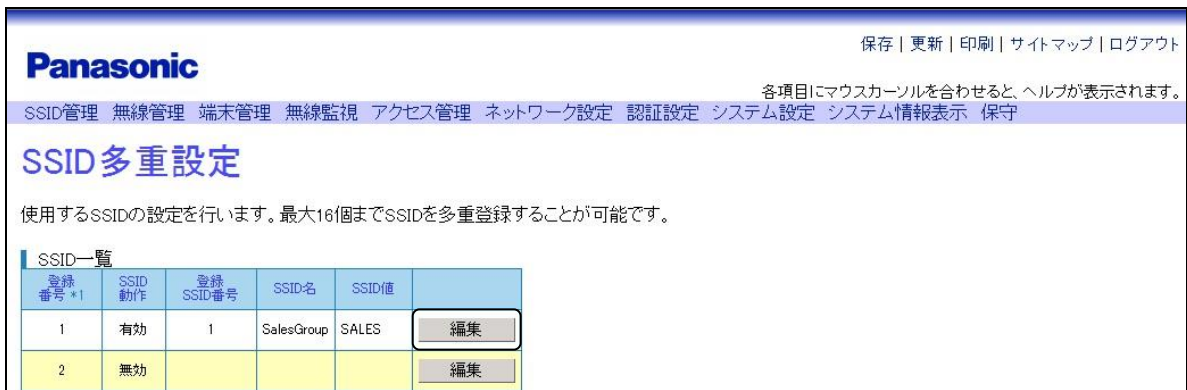 保存 | 更新 | 印刷 | サイトマップ | ログアウト
Panasonic
各項目にマウスカーソルを合わせると、ヘルプが表示されます。
SSID管理 無線管理 端末管理 無線監視 アクセス管理 ネットワーク設定 認証設定 システム設定 システム情報表示 保守
SSID多重設定
使用するSSIDの設定を行います。最大16個までSSIDを多重登録することが可能です。
SSID一覧
登録番号 *1 SSID動作 登録SSID番号 SSID名 SSID値
1 有効 1 SalesGroup SALES 編集
2 無効 編集